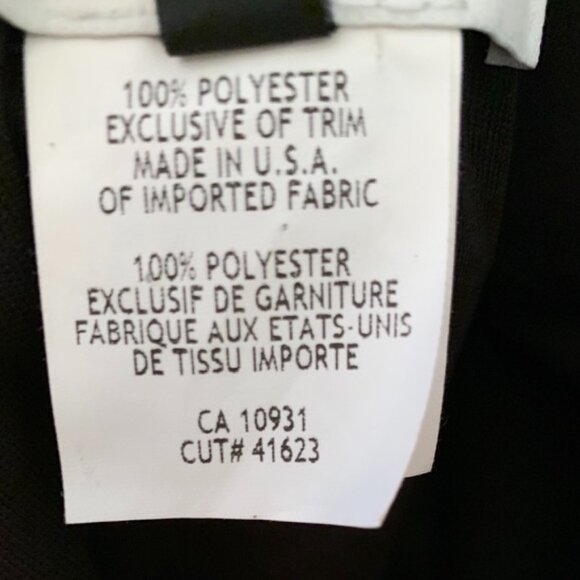 100% POLYESTER
EXCLUSIVE OF TRIM
MADE IN U.S.A.
OF IMPORTED FABRIC
100% POLYESTER
EXCLUSIF DE GARNITURE
FABRIQUE AUX ETATS-UNIS
DE TISSU IMPORTE
CA 10931
CUT# 41623